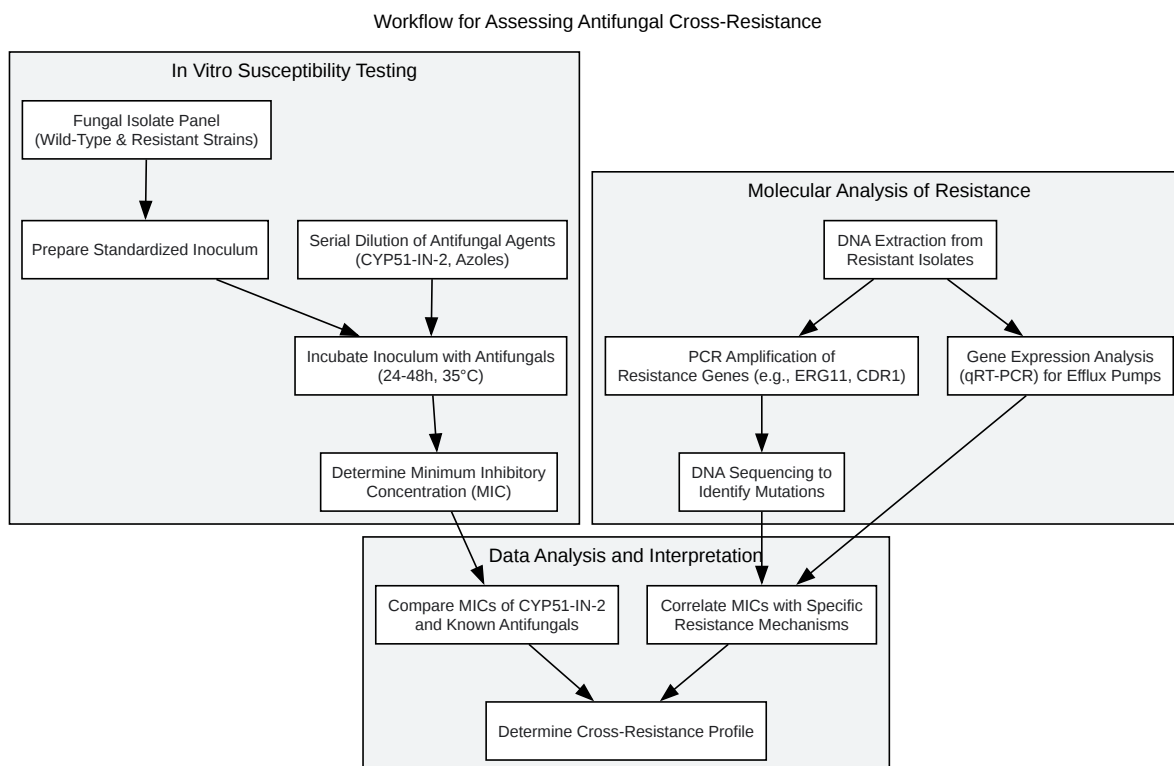 Workflow for Assessing Antifungal Cross-Resistance
In Vitro Susceptibility Testing
Fungal Isolate Panel
(Wild-Type & Resistant Strains)
Prepare Standardized Inoculum
Serial Dilution of Antifungal Agents
(CYP51-IN-2, Azoles)
Incubate Inoculum with Antifungals
(24-48h, 35°C)
Determine Minimum Inhibitory
Concentration (MIC)
Molecular Analysis of Resistance
DNA Extraction from
Resistant Isolates
PCR Amplification of
Resistance Genes (e.g., ERG11, CDR1)
Gene Expression Analysis
(qRT-PCR) for Efflux Pumps
DNA Sequencing to
Identify Mutations
Data Analysis and Interpretation
Compare MICs of CYP51-IN-2
and Known Antifungals
Correlate MICs with Specific
Resistance Mechanisms
Determine Cross-Resistance Profile